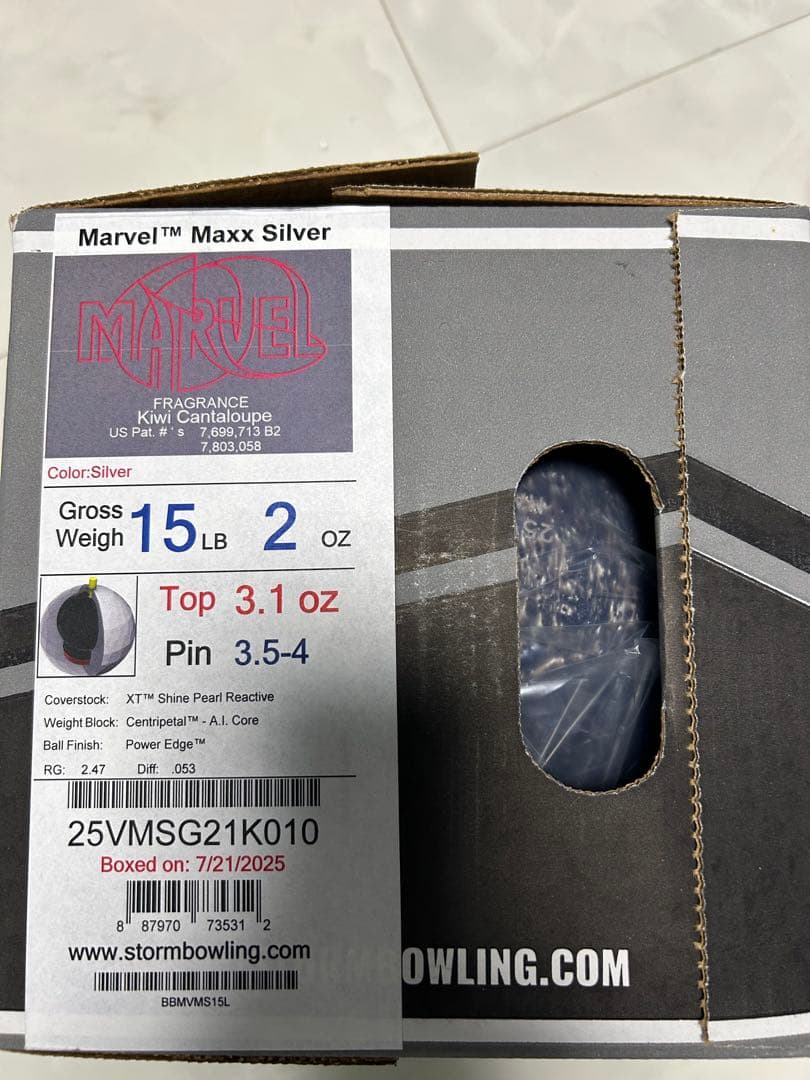 Marvel™ Maxx Silver
MARVEL
FRAGRANCE
Kiwi Cantaloupe
US Pat. # ' s 7,699,713 B2
7,803,058
Color:Silver
Gross
Weigh 15 LB 2 OZ
Top 3.1 oz
Pin 3.5-4
Coverstock: XT™ Shine Pearl Reactive
Weight Block: Centripetal™ - A.I. Core
Ball Finish: Power Edge™
RG: 2.47 Diff: .053
25VMSG21K010
Boxed on: 7/21/2025
8 87970 73531 2
www.stormbowling.com
BBMVMS15L
OWLING.COM